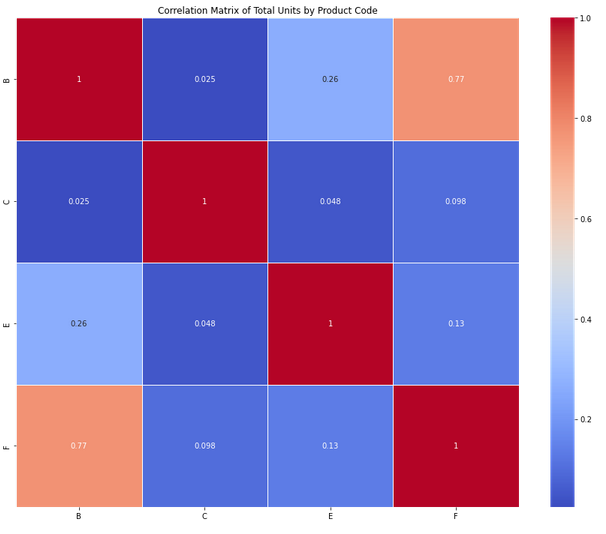 Correlation Matrix of Total Units by Product Code
B 1 0.025 0.26 0.77
C 0.025 1 0.048 0.098
E 0.26 0.048 1 0.13
F 0.77 0.098 0.13 1
B C E F
1.0
0.8
0.6
0.4
0.2